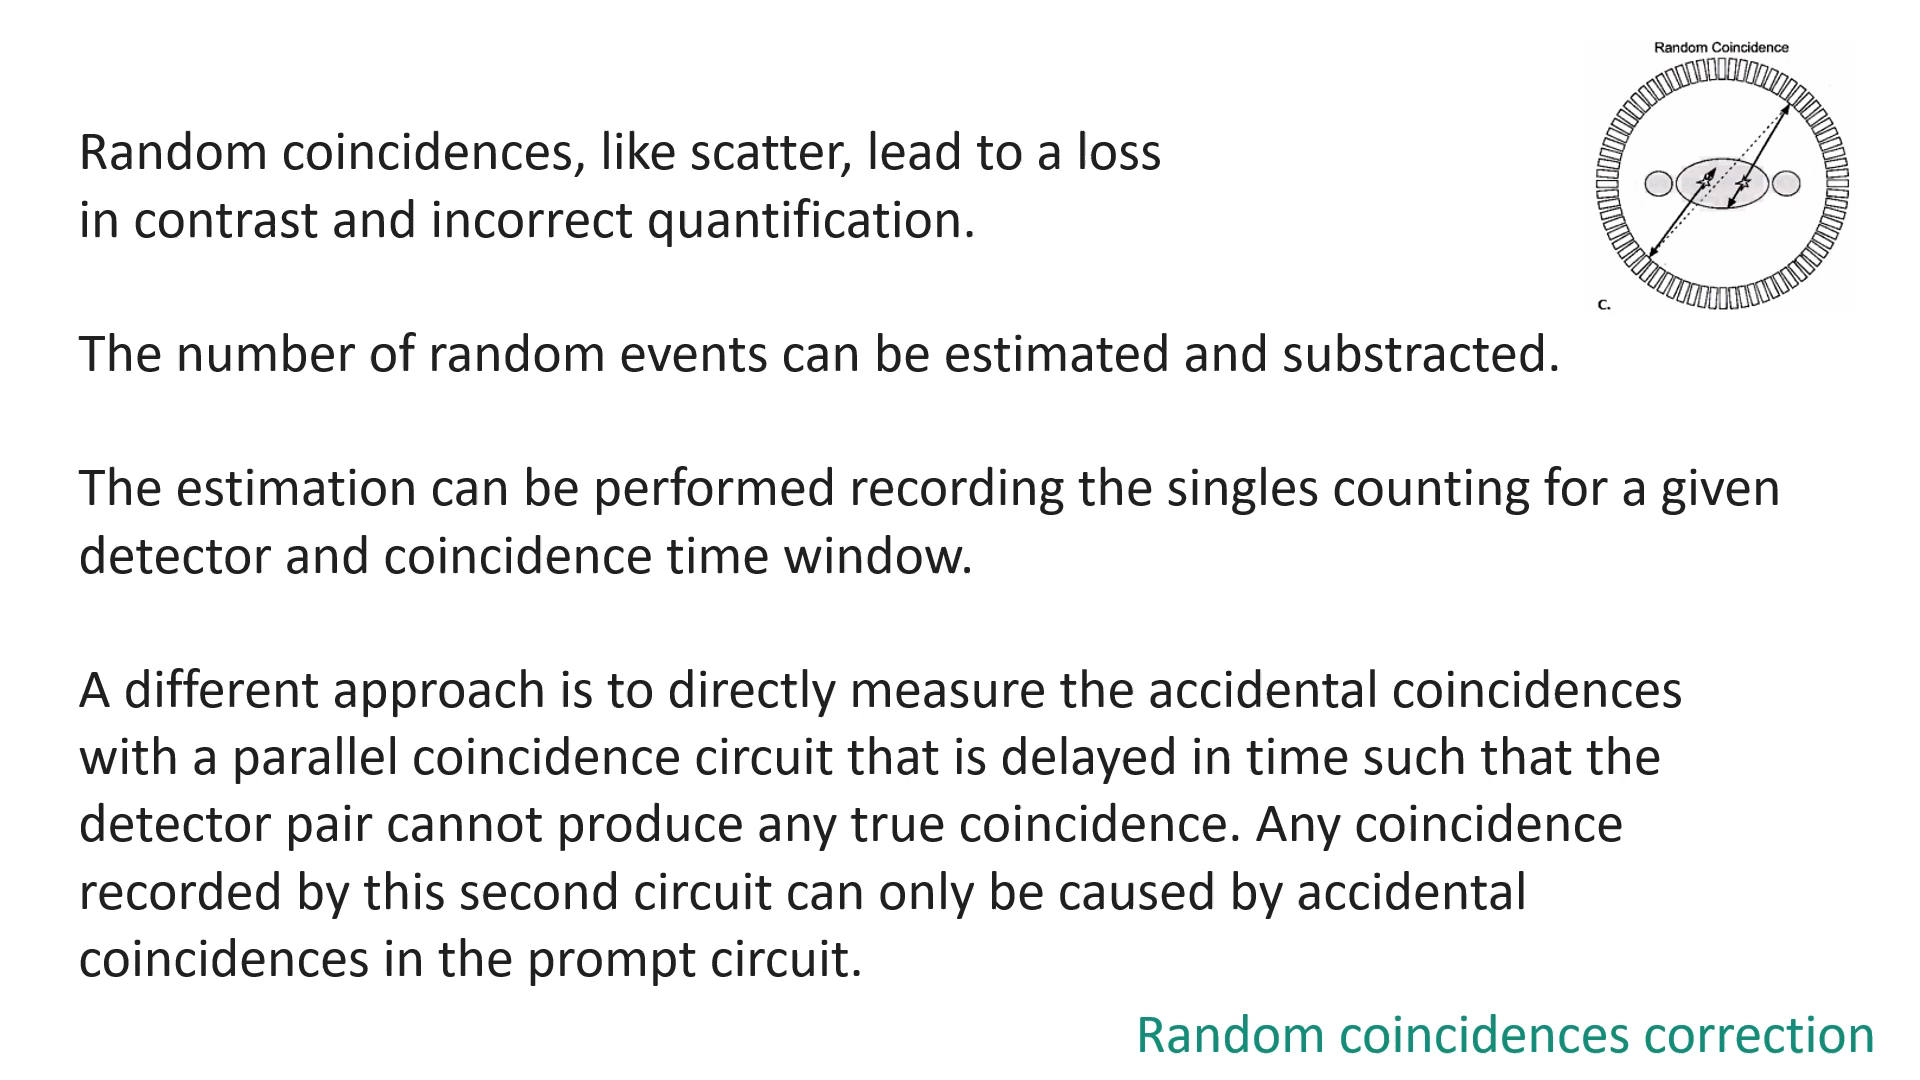 Random Coincidence
Random coincidences, like scatter, lead to a loss
in contrast and incorrect quantification.
C.
The number of random events can be estimated and substracted.
The estimation can be performed recording the singles counting for a given
detector and coincidence time window.
A different approach is to directly measure the accidental coincidences
with a parallel coincidence circuit that is delayed in time such that the
detector pair cannot produce any true coincidence. Any coincidence
recorded by this second circuit can only be caused by accidental
coincidences in the prompt circuit.
Random coincidences correction